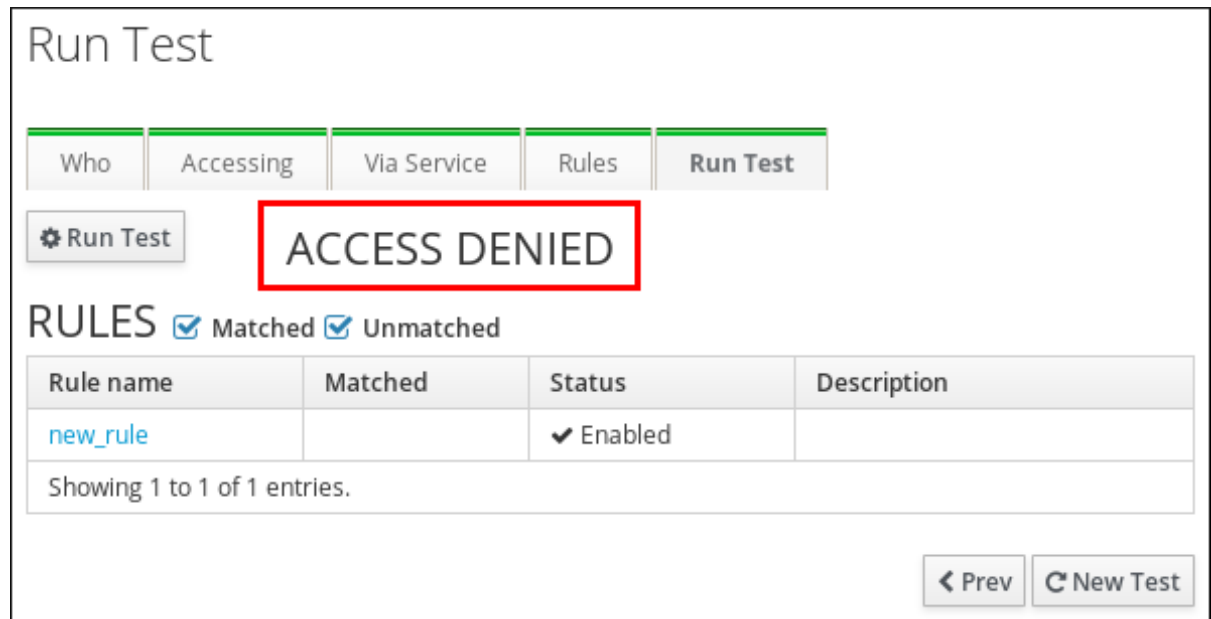 Run Test
Who Accessing Via Service Rules Run Test
Run Test ACCESS DENIED
RULES Matched Unmatched
Rule name Matched Status Description
new_rule Enabled
Showing 1 to 1 of 1 entries.
Prev New Test